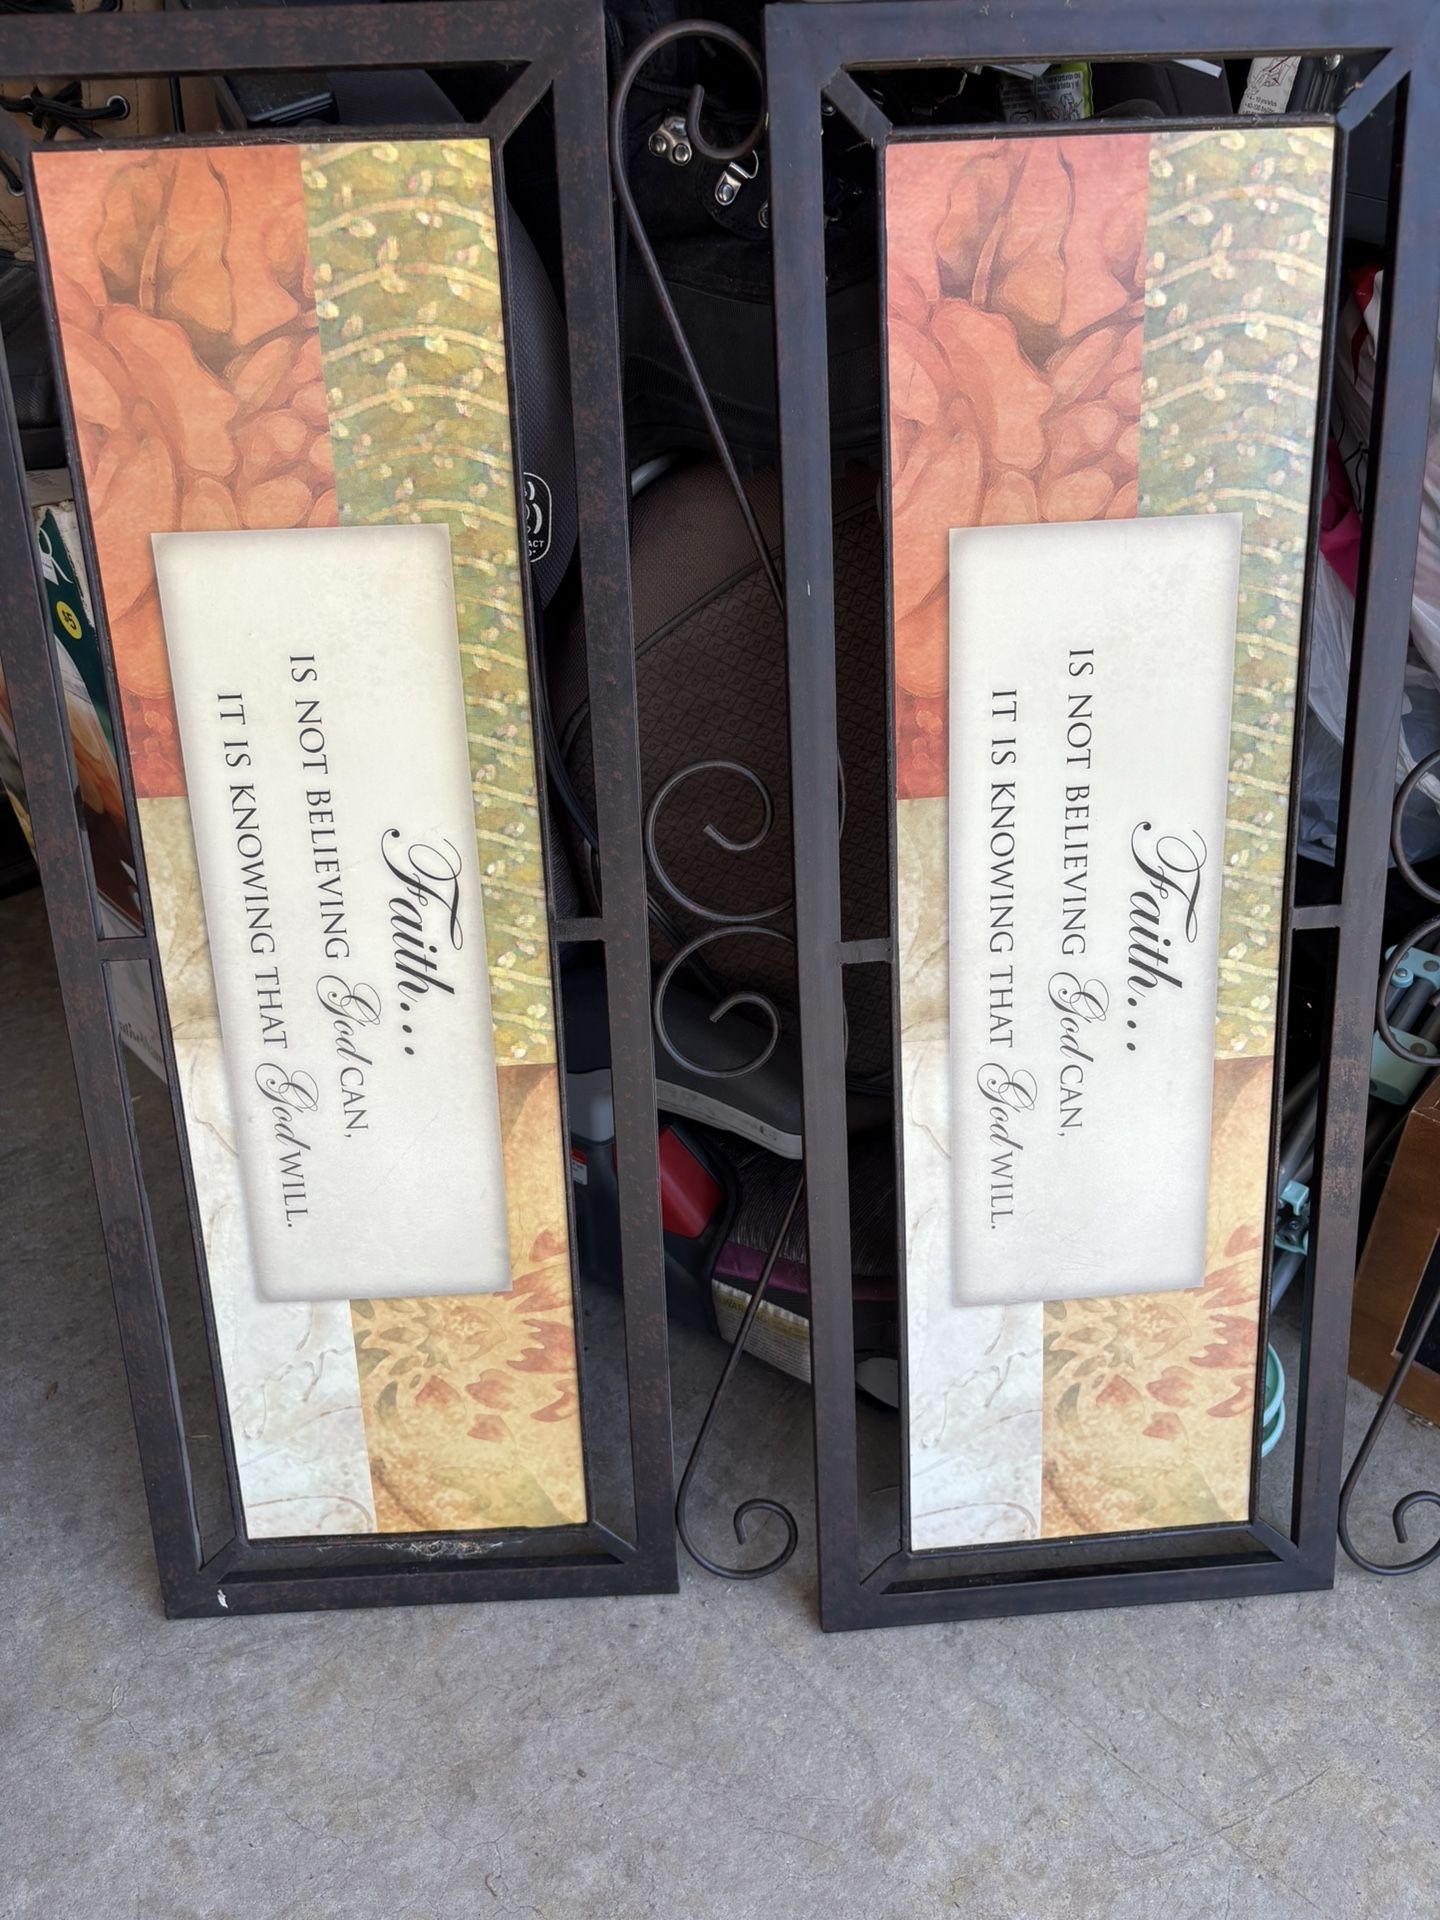 Faith...
IS NOT BELIEVING God CAN,
IT IS KNOWING THAT God WILL.
Faith...
IS NOT BELIEVING God CAN,
IT IS KNOWING THAT God WILL.